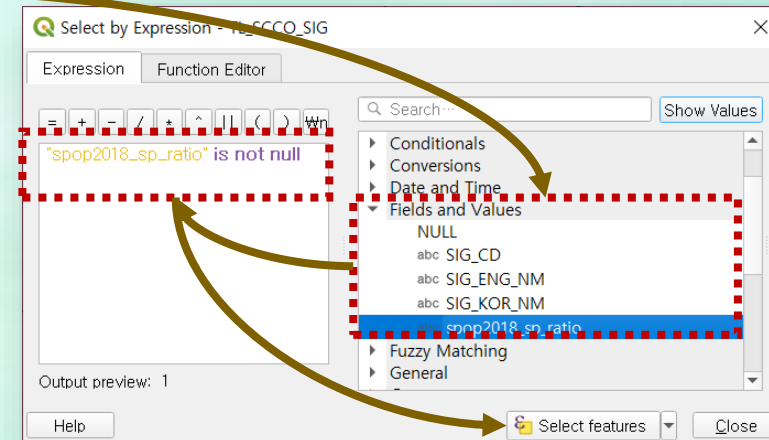 Select by Expression - TL_SCCO_SIG
Expression
Function Editor
= + - / * ^ || ( ) ₩n
Search…
Show Values
"spop2018_sp_ratio" is not null
Conditionals
Conversions
Date and Time
Fields and Values
NULL
abc SIG_CD
abc SIG_ENG_NM
abc SIG_KOR_NM
spop2018_sp_ratio
Fuzzy Matching
General
Output preview: 1
Help
Select features
Close